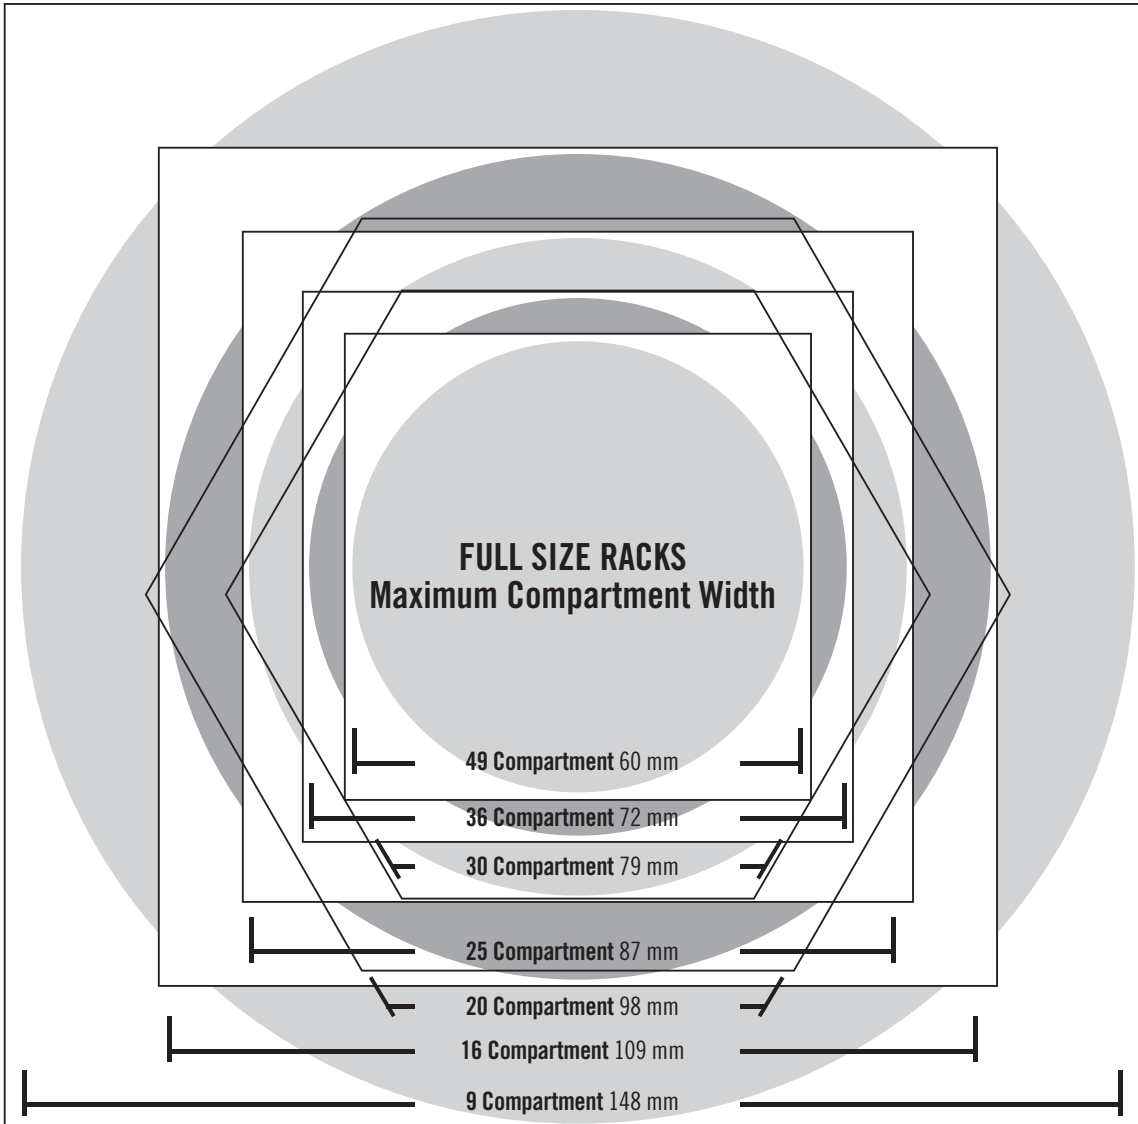 FULL SIZE RACKS
Maximum Compartment Width
49 Compartment 60 mm
36 Compartment 72 mm
30 Compartment 79 mm
25 Compartment 87 mm
20 Compartment 98 mm
16 Compartment 109 mm
9 Compartment 148 mm